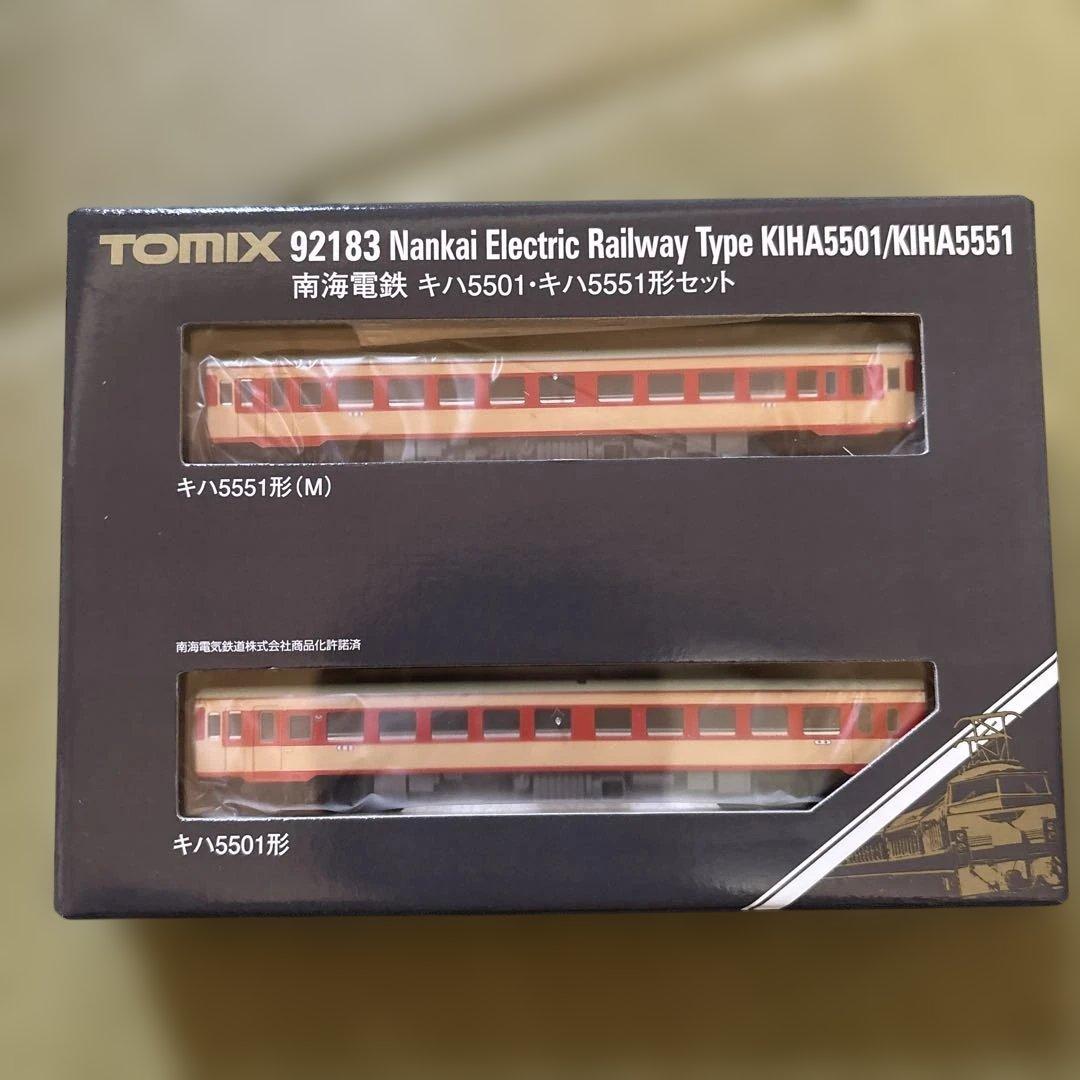 TOMIX 92183 Nankai Electric Railway Type KIHA5501/KIHA5551
南海電鉄 キハ5501・キハ5551形セット
キハ5551形（M）
南海電気鉄道株式会社商品化許諾済
キハ5501形